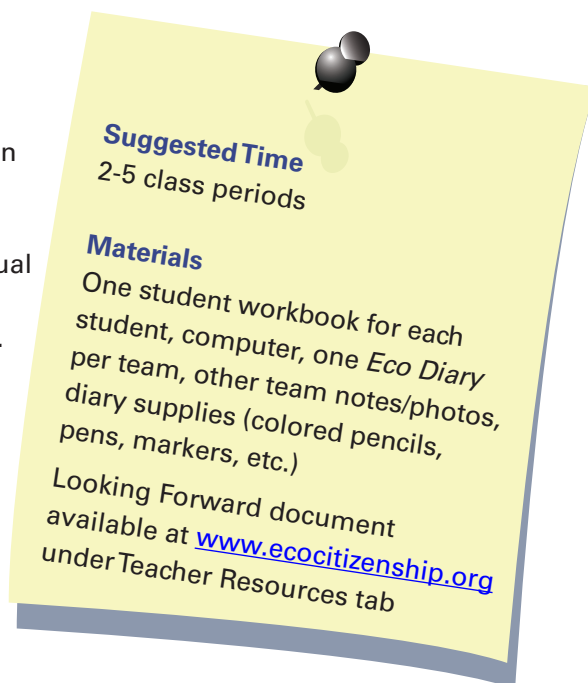 n
ual
.
Suggested Time
2-5 class periods
Materials
One student workbook for each
student, computer, one Eco Diary
per team, other team notes/photos,
diary supplies (colored pencils,
pens, markers, etc.)
Looking Forward document
available at www.ecocitizenship.org
under Teacher Resources tab